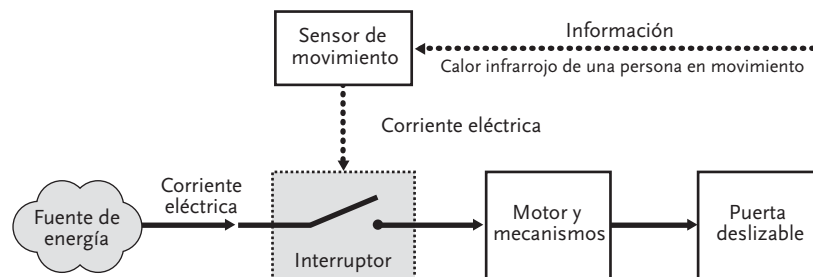 Sensor de
movimiento
Información
Calor infrarrojo de una persona en movimiento
Corriente eléctrica
Fuente de
energía
Corriente
eléctrica
Interruptor
Motor y
mecanismos
Puerta
deslizable